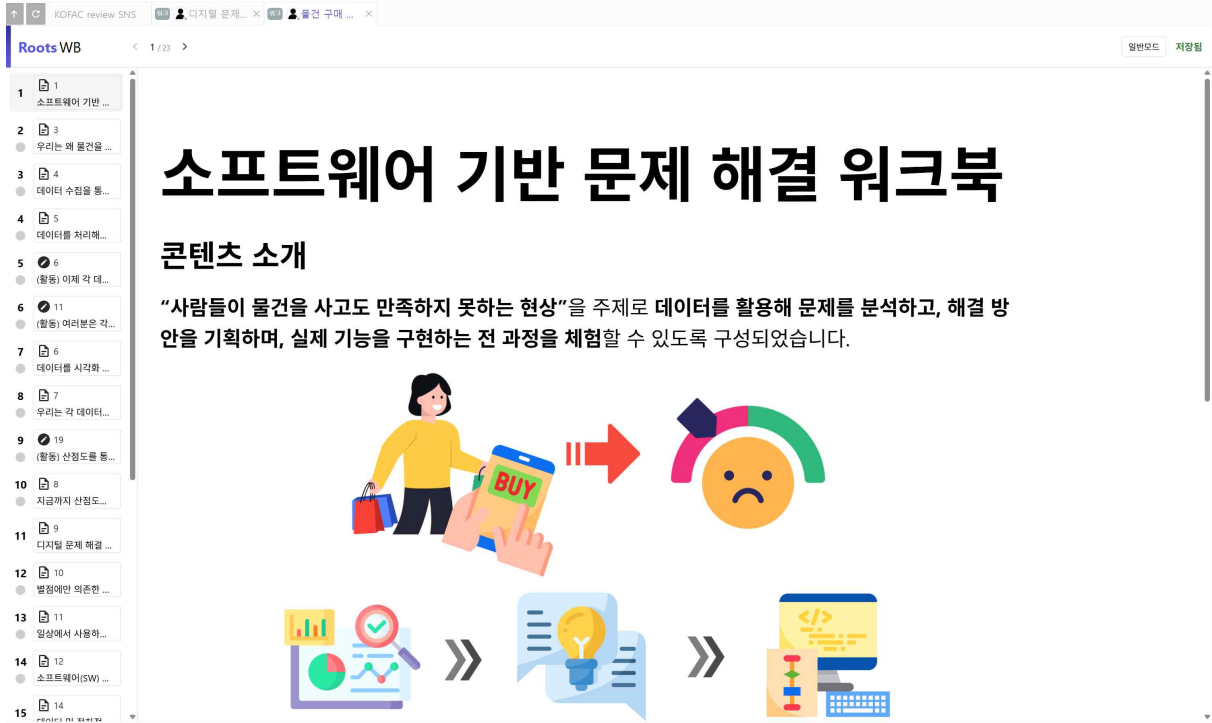 KOFAC review SNS
워크 디지털 문제... ×
워크 물건 구매 ... ×
Roots WB
1 / 23
일반모드
저장됨
1
1
소프트웨어 기반 ...
2
3
우리는 왜 물건을 ...
3
4
데이터 수집을 통...
4
5
데이터를 처리해...
5
6
(활동) 이제 각 데...
6
11
(활동) 여러분은 각...
7
6
데이터를 시각화 ...
8
7
우리는 각 데이터...
9
19
(활동) 산점도를 통...
10
8
지금까지 산점도...
11
9
디지털 문제 해결 ...
12
10
별점에만 의존한 ...
13
11
일상에서 사용하...
14
12
소프트웨어(SW) ...
15
14
소프트웨어 기반 문제 해결 워크북
콘텐츠 소개
“사람들이 물건을 사고도 만족하지 못하는 현상”을 주제로 데이터를 활용해 문제를 분석하고, 해결 방
안을 기획하며, 실제 기능을 구현하는 전 과정을 체험할 수 있도록 구성되었습니다.
BUY
</>